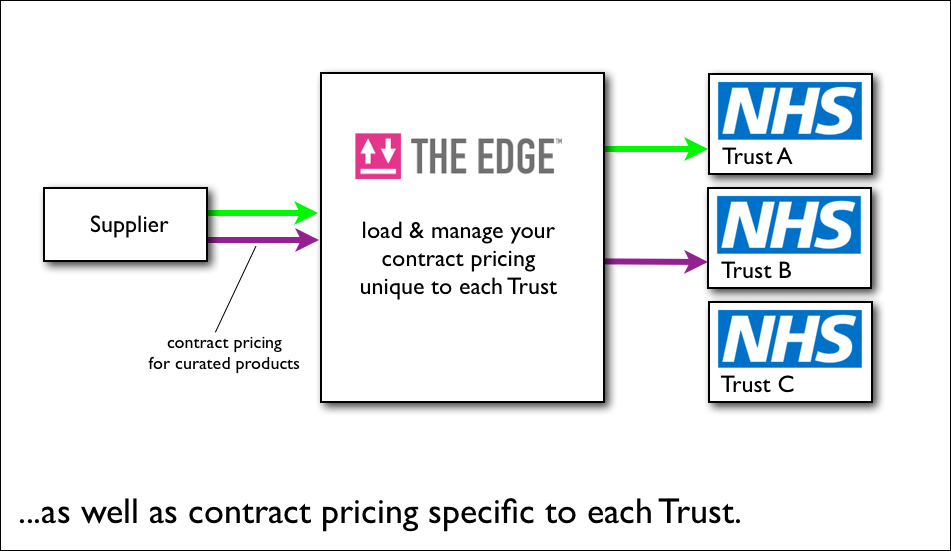 NHS
Trust A
THE EDGE™
Supplier
load & manage your
contract pricing
unique to each Trust
NHS
Trust B
contract pricing
for curated products
NHS
Trust C
...as well as contract pricing specific to each Trust.